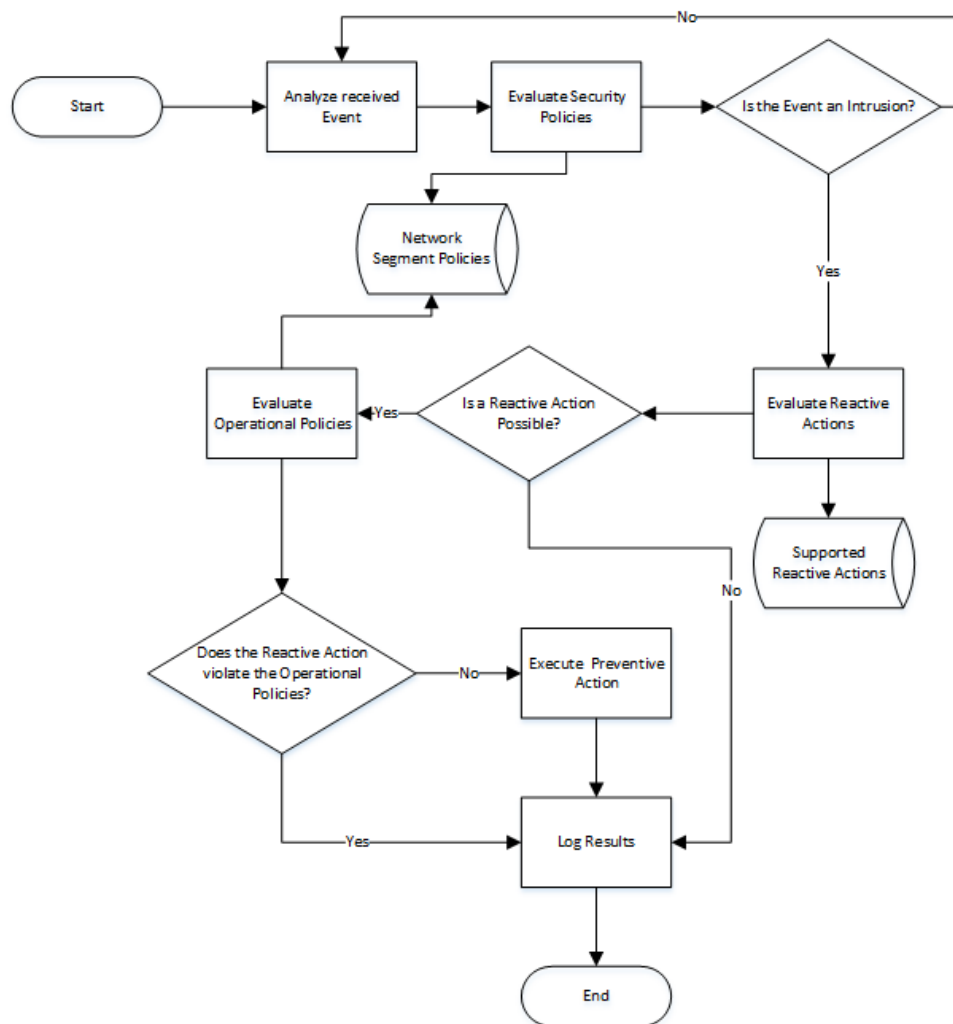 No
Start
Analyze received
Event
Evaluate Security
Policies
Is the Event an Intrusion?
Network
Segment Policies
Yes
Evaluate
Operational Policies
Yes
Is a Reactive Action
Possible?
Evaluate Reactive
Actions
Supported
Reactive Actions
No
Does the Reactive Action
violate the Operational
Policies?
No
Execute Preventive
Action
Yes
Log Results
End